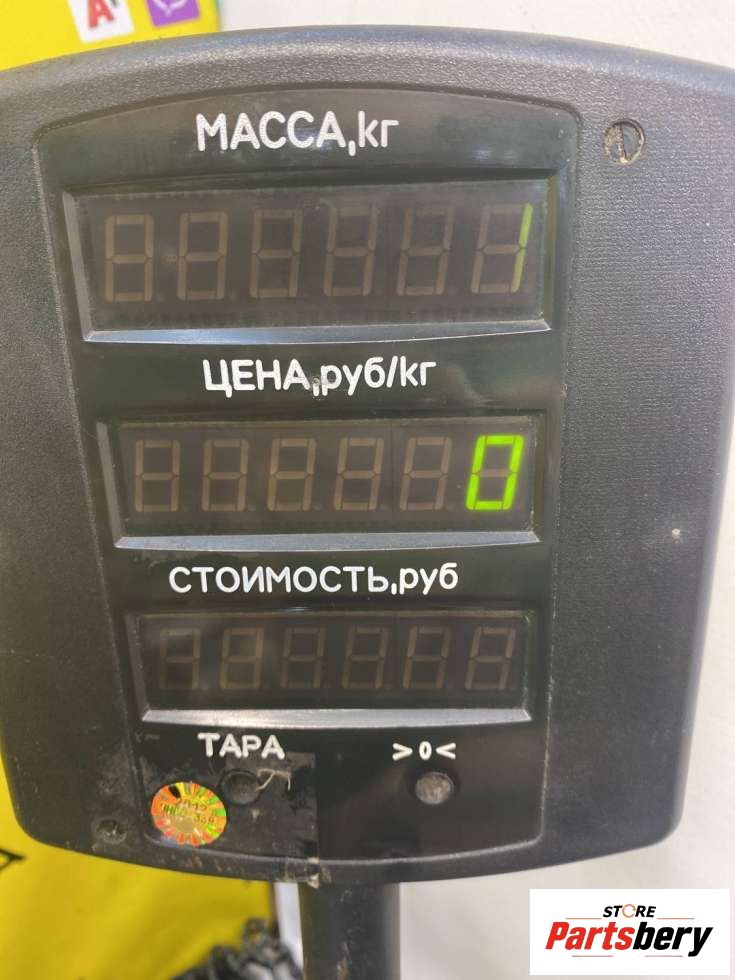 МАССА,кг
1
ЦЕНА,руб/кг
0
СТОИМОСТЬ,руб
ТАРА
>0<
STORE
Partsbery